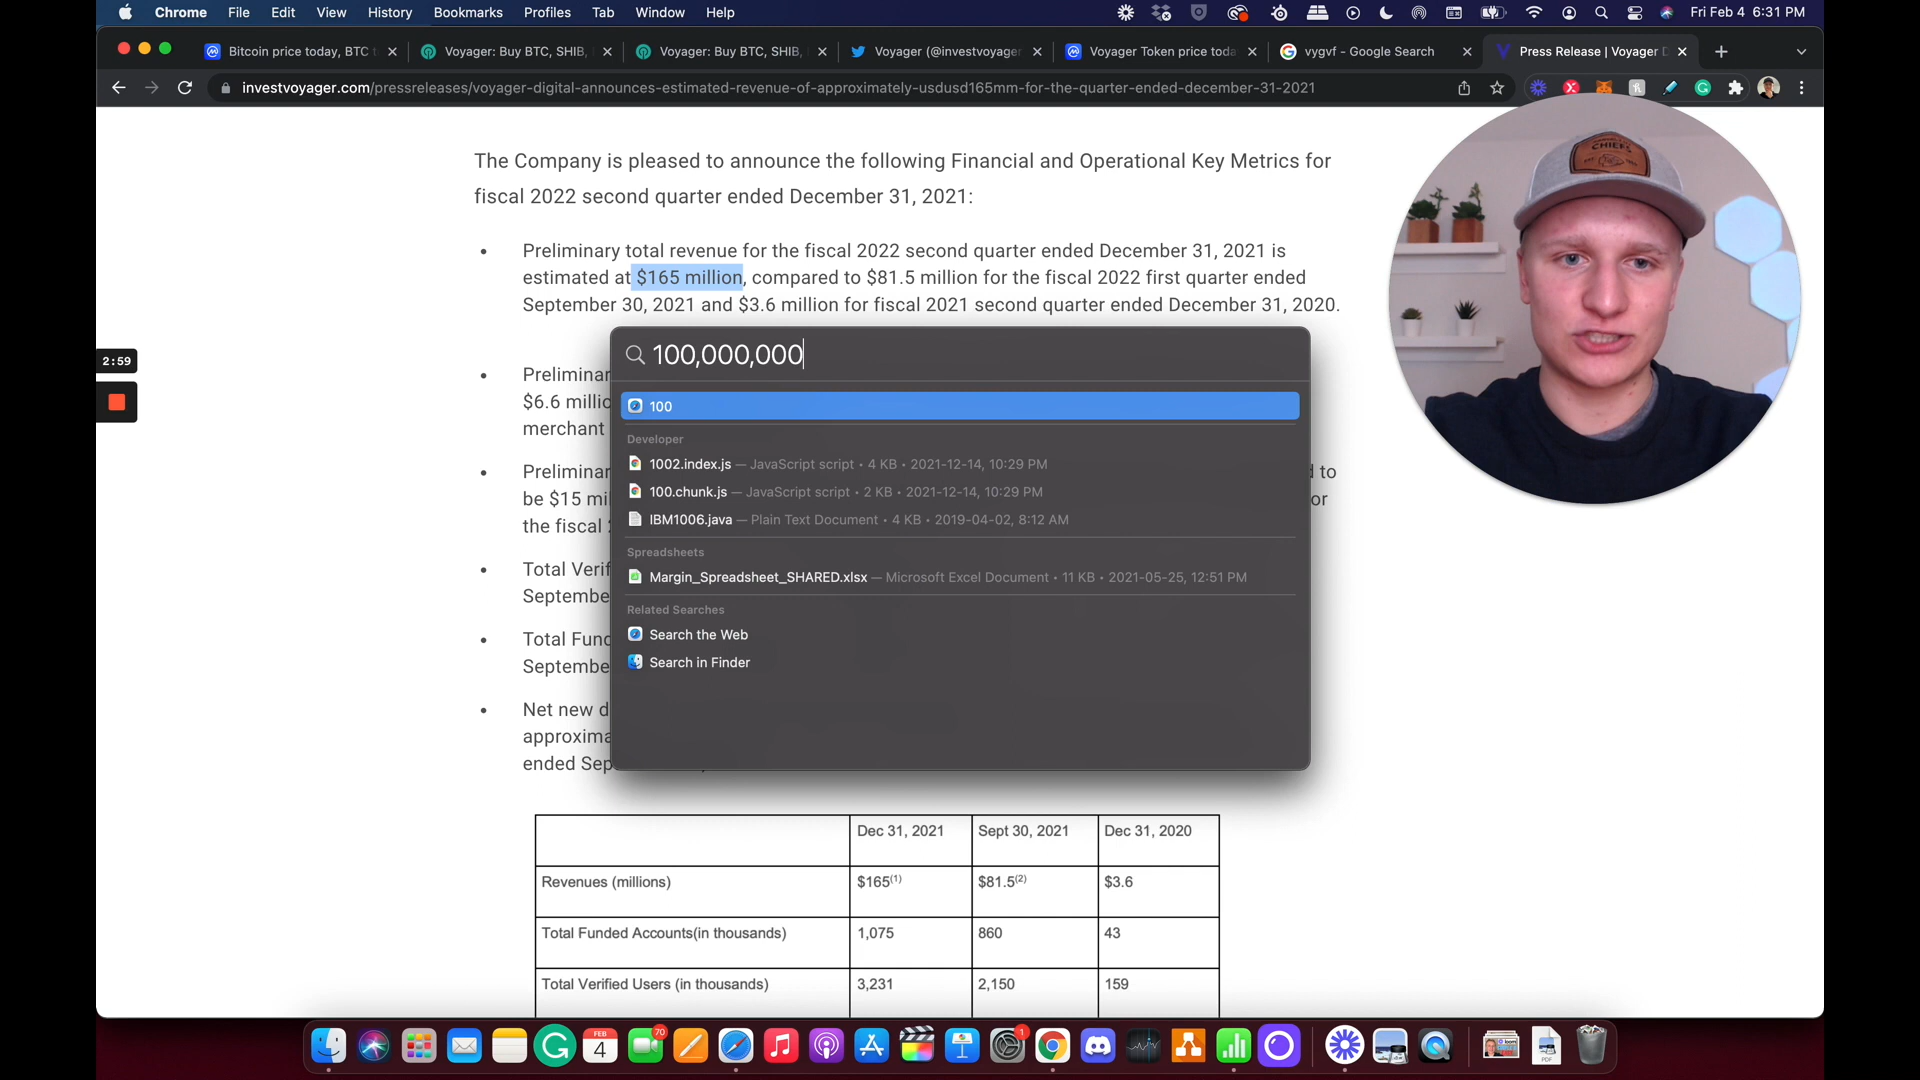 Chrome File Edit View History Bookmarks Profiles Tab Window Help Fri Feb 4 6:31 PM
Bitcoin price today, BTC Voyager: Buy BTC, SHIB, Voyager: Buy BTC, SHIB, Voyager (@investvoyager Voyager Token price toda vygvf - Google Search Press Release | Voyager D
investvoyager.com/pressreleases/voyager-digital-announces-estimated-revenue-of-approximately-usdusd165mm-for-the-quarter-ended-december-31-2021
The Company is pleased to announce the following Financial and Operational Key Metrics for
fiscal 2022 second quarter ended December 31, 2021:
• Preliminary total revenue for the fiscal 2022 second quarter ended December 31, 2021 is
estimated at $165 million, compared to $81.5 million for the fiscal 2022 first quarter ended
September 30, 2021 and $3.6 million for fiscal 2021 second quarter ended December 31, 2020.
2:59
100,000,000
100
Developer
1002.index.js — JavaScript script • 4 KB • 2021-12-14, 10:29 PM
100.chunk.js — JavaScript script • 2 KB • 2021-12-14, 10:29 PM
IBM1006.java — Plain Text Document • 4 KB • 2019-04-02, 8:12 AM
Spreadsheets
Margin_Spreadsheet_SHARED.xlsx — Microsoft Excel Document • 11 KB • 2021-05-25, 12:51 PM
Related Searches
Search the Web
Search in Finder
• Preliminar
$6.6 millio
merchant
• Preliminar d to
be $15 mil or
the fiscal
• Total Verif
Septembe
• Total Fund
Septembe
• Net new d
approxima
ended Sep
Dec 31, 2021 Sept 30, 2021 Dec 31, 2020
Revenues (millions) $165(1) $81.5(2) $3.6
Total Funded Accounts(in thousands) 1,075 860 43
Total Verified Users (in thousands) 3,231 2,150 159
CHIEFS
FEB
4
70
1
PDF